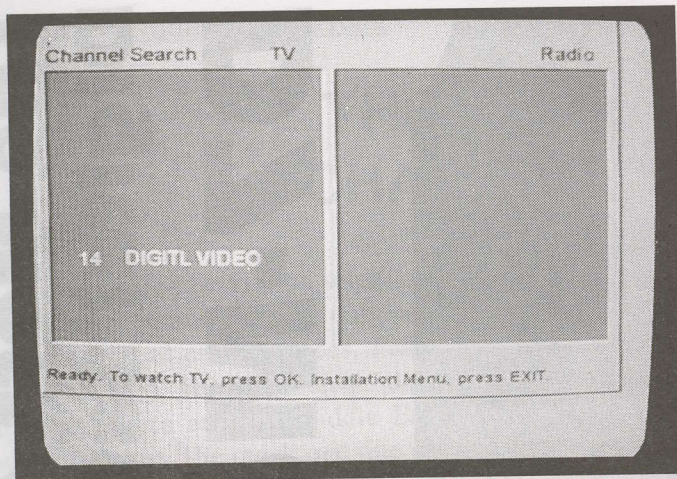 Channel Search TV Radio
14 DIGITL VIDEO
Ready. To watch TV, press OK. Installation Menu, press EXIT.